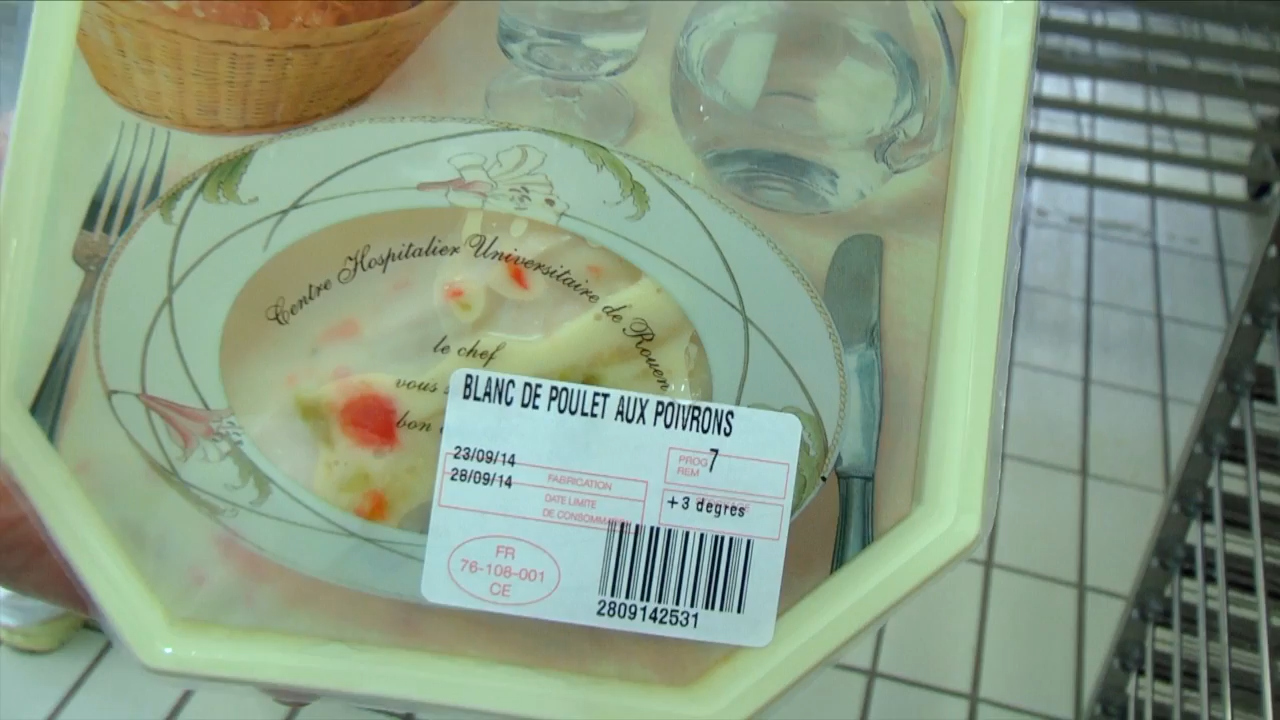 Centre Hospitalier Universitaire de Rouen
le chef
vous
bon
BLANC DE POULET AUX POIVRONS
23/09/14
28/09/14
FABRICATION
DATE LIMITE
DE CONSOMMATION
PROG 7
REM
+3 degres
FR
76-108-001
CE
2809142531